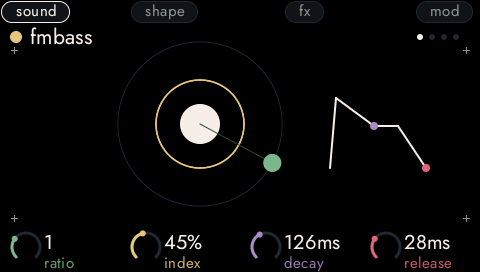 sound shape fx mod
fmbass
1 45% 126ms 28ms
ratio index decay release